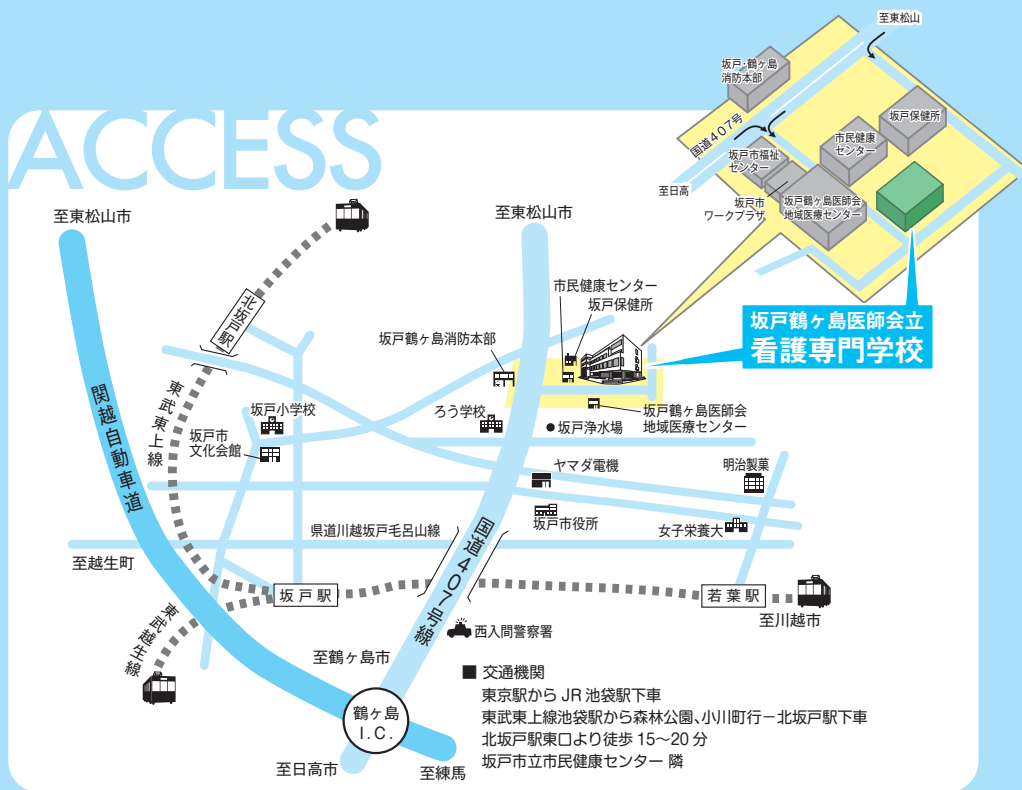 ACCESS
至東松山
坂戸・鶴ヶ島
消防本部
国道407号
坂戸保健所
市民健康
センター
坂戸市福祉
センター
至日高
坂戸市
ワークプラザ
坂戸鶴ヶ島医師会
地域医療センター
坂戸鶴ヶ島医師会立
看護専門学校
至東松山市
至東松山市
北坂戸駅
市民健康センター
坂戸保健所
坂戸鶴ヶ島消防本部
関越自動車道
東武東上線
坂戸小学校
坂戸市
文化会館
ろう学校
坂戸浄水場
坂戸鶴ヶ島医師会
地域医療センター
ヤマダ電機
明治製菓
坂戸市役所
女子栄養大
県道川越坂戸毛呂山線
国道407号線
至越生町
坂戸駅
若葉駅
至川越市
東武越生線
西入間警察署
至鶴ヶ島市
鶴ヶ島
I.C.
至日高市
至練馬
■ 交通機関
東京駅から JR 池袋駅下車
東武東上線池袋駅から森林公園、小川町行−北坂戸駅下車
北坂戸駅東口より徒歩 15〜20 分
坂戸市立市民健康センター 隣